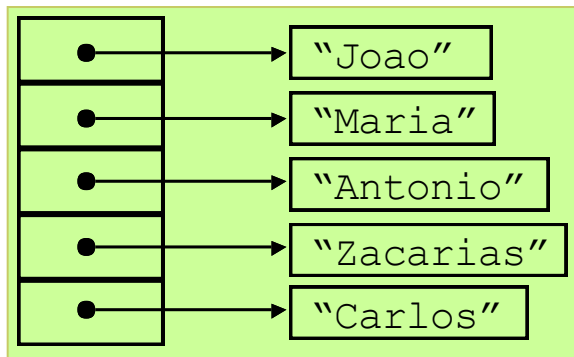 “Joao”
“Maria”
“Antonio”
“Zacarias”
“Carlos”